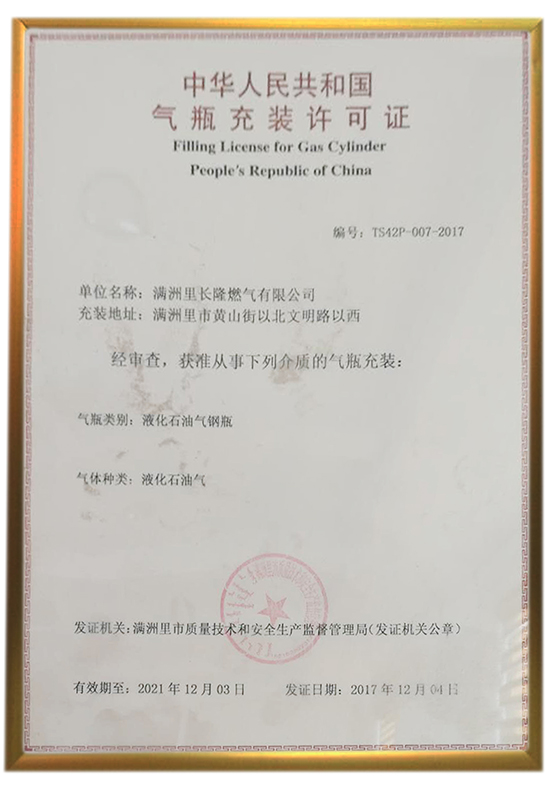 中华人民共和国
气瓶充装许可证
Filling License for Gas Cylinder
People's Republic of China
编号：TS42P-007-2017
单位名称：满洲里长隆燃气有限公司
充装地址：满洲里市黄山街以北文明路以西
经审查，获准从事下列介质的气瓶充装：
气瓶类别：液化石油气钢瓶
气体种类：液化石油气
发证机关：满洲里市质量技术和安全生产监督管理局（发证机关公章）
有效期至：2021年12月03日 发证日期：2017年12月04日